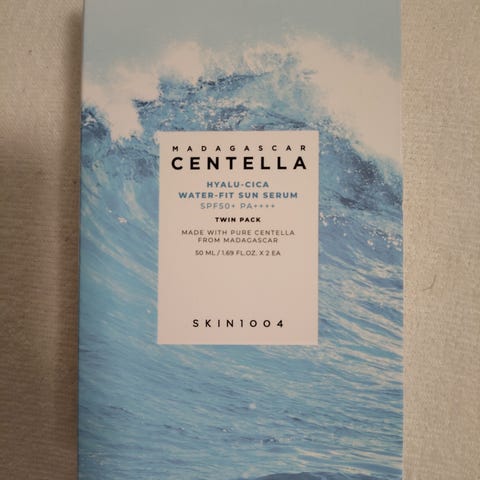 MADAGASCAR
CENTELLA
HYALU-CICA
WATER-FIT SUN SERUM
SPF50+ PA++++
TWIN PACK
MADE WITH PURE CENTELLA
FROM MADAGASCAR
50 ML / 1.69 FL.OZ. X 2 EA
SKIN1004